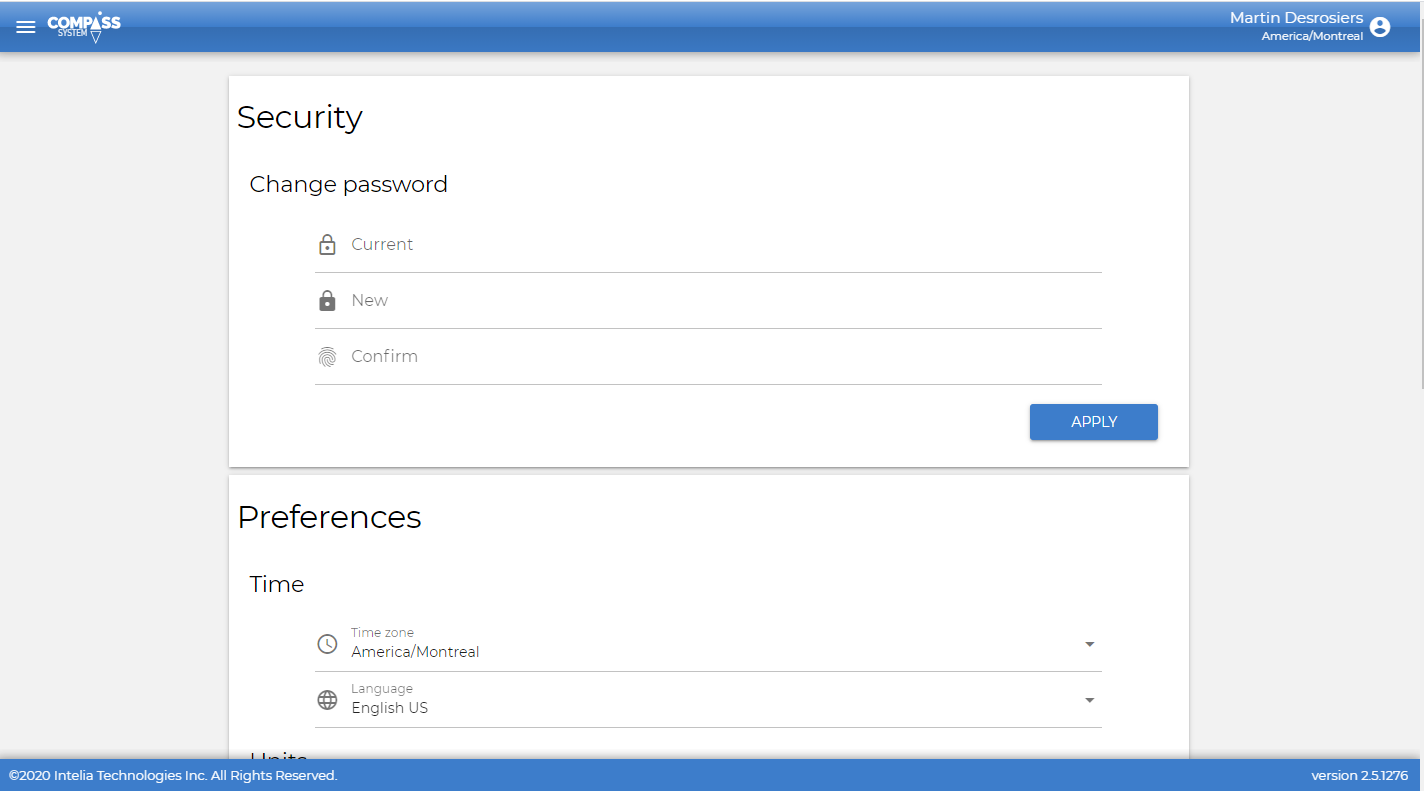 COMPASS
SYSTEM
Martin Desrosiers
America/Montreal
Security
Change password
Current
New
Confirm
APPLY
Preferences
Time
Time zone
America/Montreal
Language
English US
Units
©2020 Intelia Technologies Inc. All Rights Reserved.
version 2.5.1276